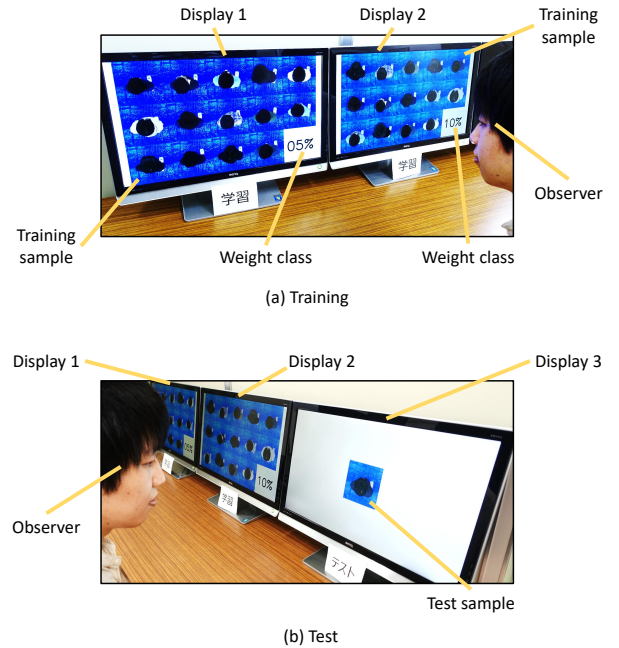 Display 1
Display 2
Training
sample
05%
10%
学習
学習
Observer
Training
sample
Weight class
Weight class
(a) Training
Display 1
Display 2
Display 3
05%
10%
学習
テスト
Observer
Test sample
(b) Test